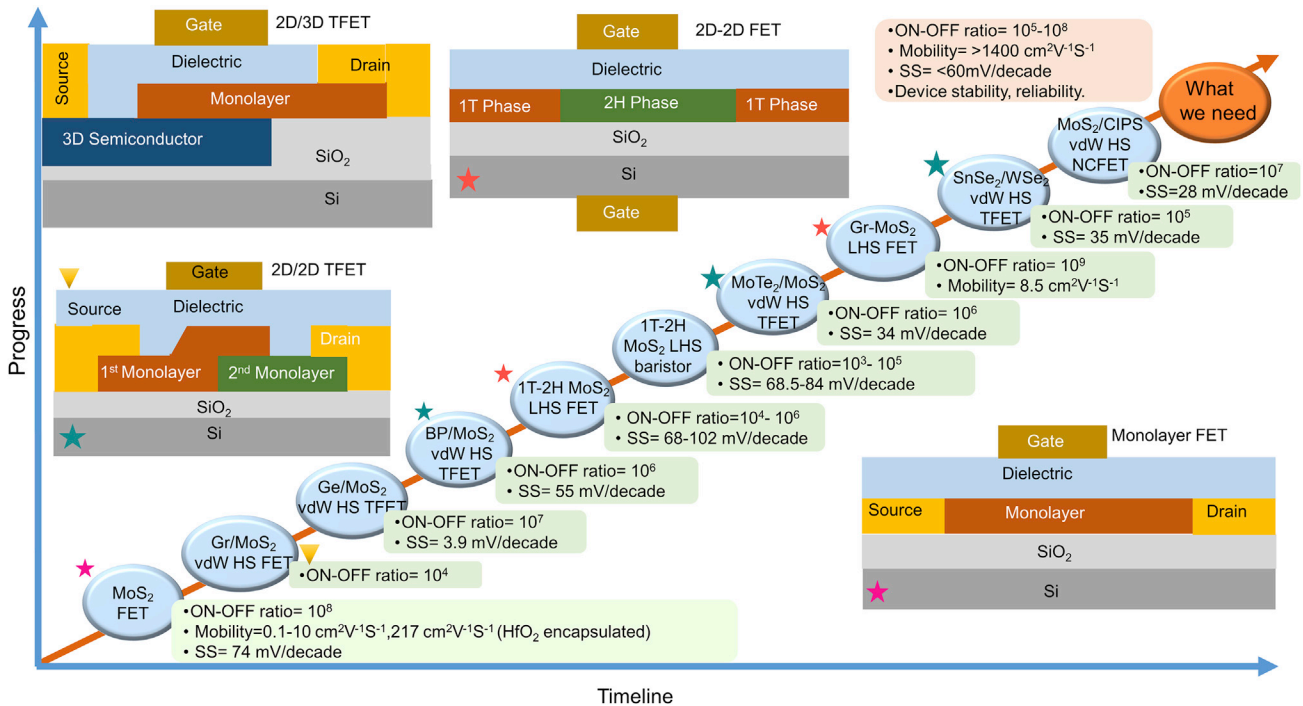 Gate
2D/3D TFET
Source
Dielectric
Drain
Monolayer
3D Semiconductor
SiO₂
Si
Gate
2D-2D FET
Dielectric
1T Phase
2H Phase
1T Phase
SiO₂
Si
Gate
•ON-OFF ratio= 10⁵-10⁸
• Mobility= >1400 cm²V⁻¹S⁻¹
• SS= <60mV/decade
•Device stability, reliability.
What
we need
MoS₂/CIPS
vdW HS
NCFET
•ON-OFF ratio=10⁷
•SS=28 mV/decade
SnSe₂/WSe₂
vdW HS
TFET
•ON-OFF ratio= 10⁵
• SS= 35 mV/decade
Gr-MoS₂
LHS FET
•ON-OFF ratio= 10⁹
• Mobility= 8.5 cm²V⁻¹S⁻¹
2D/2D TFET
Gate
Source
Dielectric
Drain
1st Monolayer
2nd Monolayer
SiO₂
Si
MoTe₂/MoS₂
vdW HS
TFET
•ON-OFF ratio= 10⁶
• SS= 34 mV/decade
1T-2H
MoS₂ LHS
baristor
•ON-OFF ratio=10³- 10⁵
• SS= 68.5-84 mV/decade
1T-2H MoS₂
LHS FET
•ON-OFF ratio=10⁴- 10⁶
• SS= 68-102 mV/decade
BP/MoS₂
vdW HS
TFET
•ON-OFF ratio= 10⁶
• SS= 55 mV/decade
Ge/MoS₂
vdW HS TFET
•ON-OFF ratio= 10⁷
• SS= 3.9 mV/decade
Gr/MoS₂
vdW HS FET
•ON-OFF ratio= 10⁴
MoS₂
FET
•ON-OFF ratio= 10⁸
• Mobility=0.1-10 cm²V⁻¹S⁻¹,217 cm²V⁻¹S⁻¹ (HfO₂ encapsulated)
• SS= 74 mV/decade
Gate
Monolayer FET
Dielectric
Source
Monolayer
Drain
SiO₂
Si
Progress
Timeline